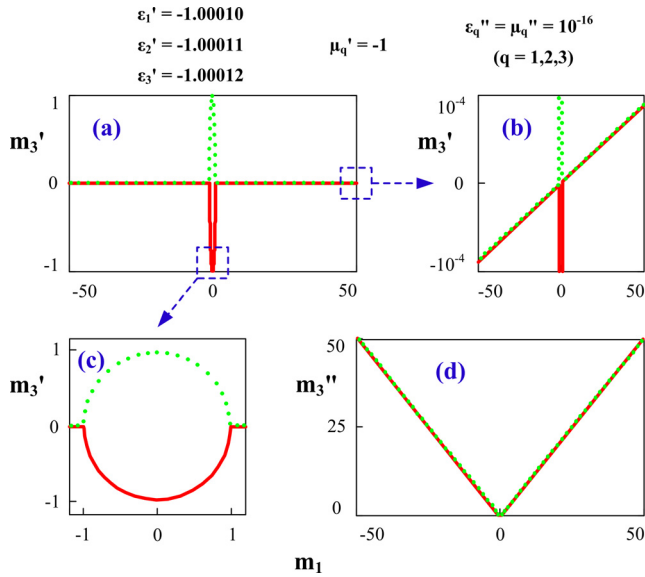 ε₁' = -1.00010
ε₂' = -1.00011
ε₃' = -1.00012
μq' = -1
εq'' = μq'' = 10⁻¹⁶
(q = 1,2,3)
(a)
m₃'
1
0
-1
-50
0
50
(b)
m₃'
10⁻⁴
0
-10⁻⁴
-50
0
50
(c)
m₃'
1
0
-1
-1
0
1
(d)
m₃''
50
25
0
-50
0
50
m₁